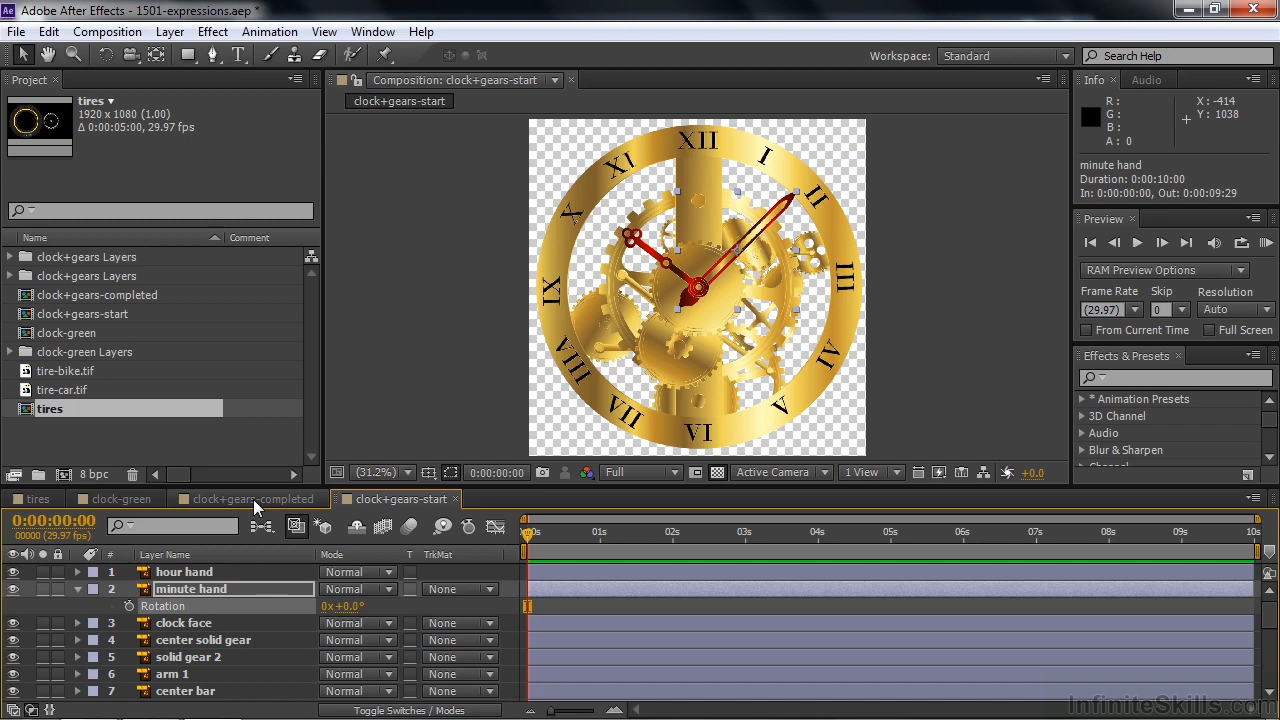 Adobe After Effects - 1501-expressions.aep *
File Edit Composition Layer Effect Animation View Window Help
Workspace: Standard Search Help
Project
Composition: clock+gears-start
Info Audio
tires
1920 x 1080 (1.00)
Δ 0:00:05:00, 29.97 fps
clock+gears-start
R :
G :
B :
A : 0
X : -414
Y : 1038
minute hand
Duration: 0:00:10:00
In: 0:00:00:00, Out: 0:00:09:29
Preview
RAM Preview Options
Frame Rate Skip Resolution
(29.97) 0 Auto
From Current Time Full Screen
Effects & Presets
* Animation Presets
3D Channel
Audio
Blur & Sharpen
Channel
Name Comment
clock+gears Layers
clock+gears Layers
clock+gears-completed
clock+gears-start
clock-green
clock-green Layers
tire-bike.tif
tire-car.tif
tires
8 bpc
XII
I
II
III
VI
V
VI
VII
VIII
IX
X
XI
(31.2%) 0:00:00:00 Full Active Camera 1 View +0.0
tires clock-green clock+gears-completed clock+gears-start
0:00:00:00
00000 (29.97 fps)
:00s 01s 02s 03s 04s 05s 06s 07s 08s 09s 10s
# Layer Name Mode T TrkMat
1 hour hand Normal
2 minute hand Normal None
Rotation 0x+0.0°
3 clock face Normal None
4 center solid gear Normal None
5 solid gear 2 Normal None
6 arm 1 Normal None
7 center bar Normal None
Toggle Switches / Modes
InfiniteSkills.com